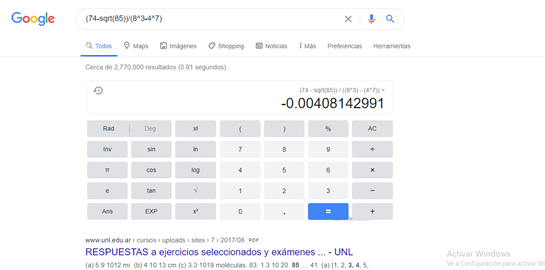 Google
(74-sqrt(85))/(8^3-4^7)
Todos
Maps
Imágenes
Shopping
Noticias
Más
Preferencias
Herramientas
Cerca de 2,770,000 resultados (0.91 segundos)
(74 - sqrt(85)) / ((8^3) - (4^7)) =
-0.00408142991
Rad | Deg x! ( ) % AC
Inv sin ln 7 8 9 ÷
π cos log 4 5 6 ×
e tan √ 1 2 3 −
Ans EXP xʸ 0 . = +
www.unl.edu.ar › cursos › uploads › sites › 7 › 2017/08 PDF
RESPUESTAS a ejercicios seleccionados y exámenes ... - UNL
(a) 5.9 1012 mi. (b) 4 10 13 cm (c) 3.3 1019 moléculas. 83. 1.3 10 20. 85. ... 41. (a) [1, 2, 3, 4, 5,
Activar Windows
Ve a Configuración para activar Wi